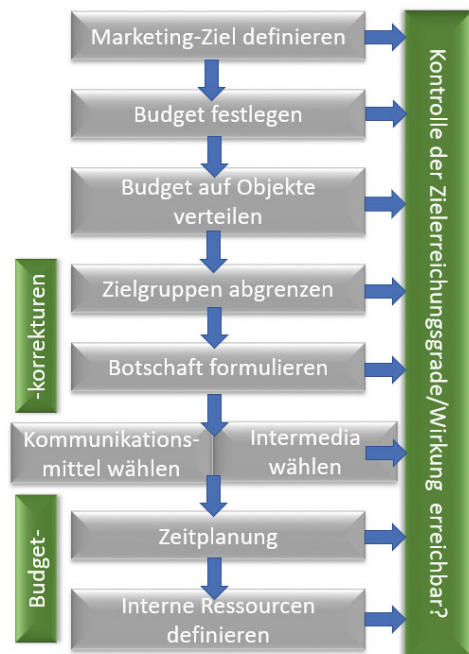 Marketing-Ziel definieren
Budget festlegen
Budget auf Objekte
verteilen
Zielgruppen abgrenzen
Botschaft formulieren
Kommunikations-
mittel wählen
Intermedia
wählen
Zeitplanung
Interne Ressourcen
definieren
Budget-
-korrekturen
Kontrolle der Zielerreichungsgrade/Wirkung erreichbar?